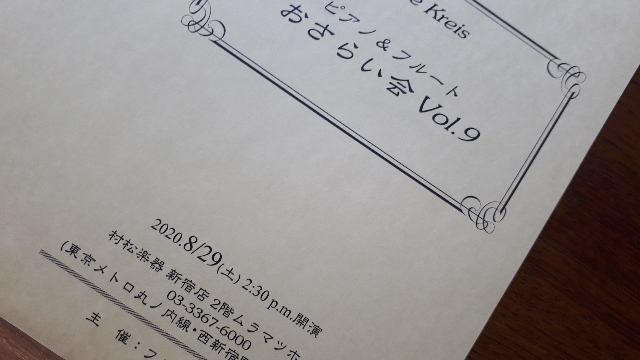 Kreis
ピアノ＆フルート
おさらい会 Vol.9
2020.8/29(土) 2:30 p.m.開演
村松楽器 新宿店 2階ムラマツホ
03-3367-6000
(東京メトロ丸ノ内線・西新宿
主 催：フ